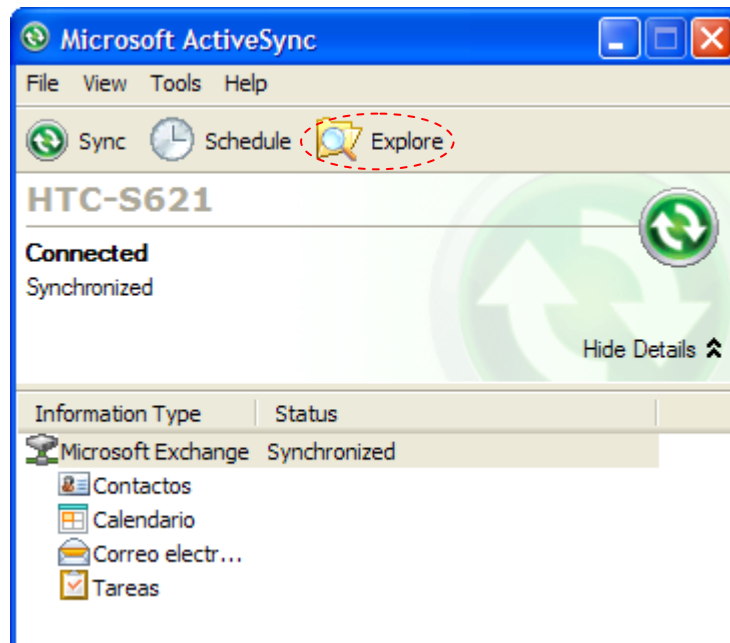 Microsoft ActiveSync
File View Tools Help
Sync Schedule Explore
HTC-S621
Connected
Synchronized
Hide Details
Information Type Status
Microsoft Exchange Synchronized
Contactos
Calendario
Correo electr...
Tareas